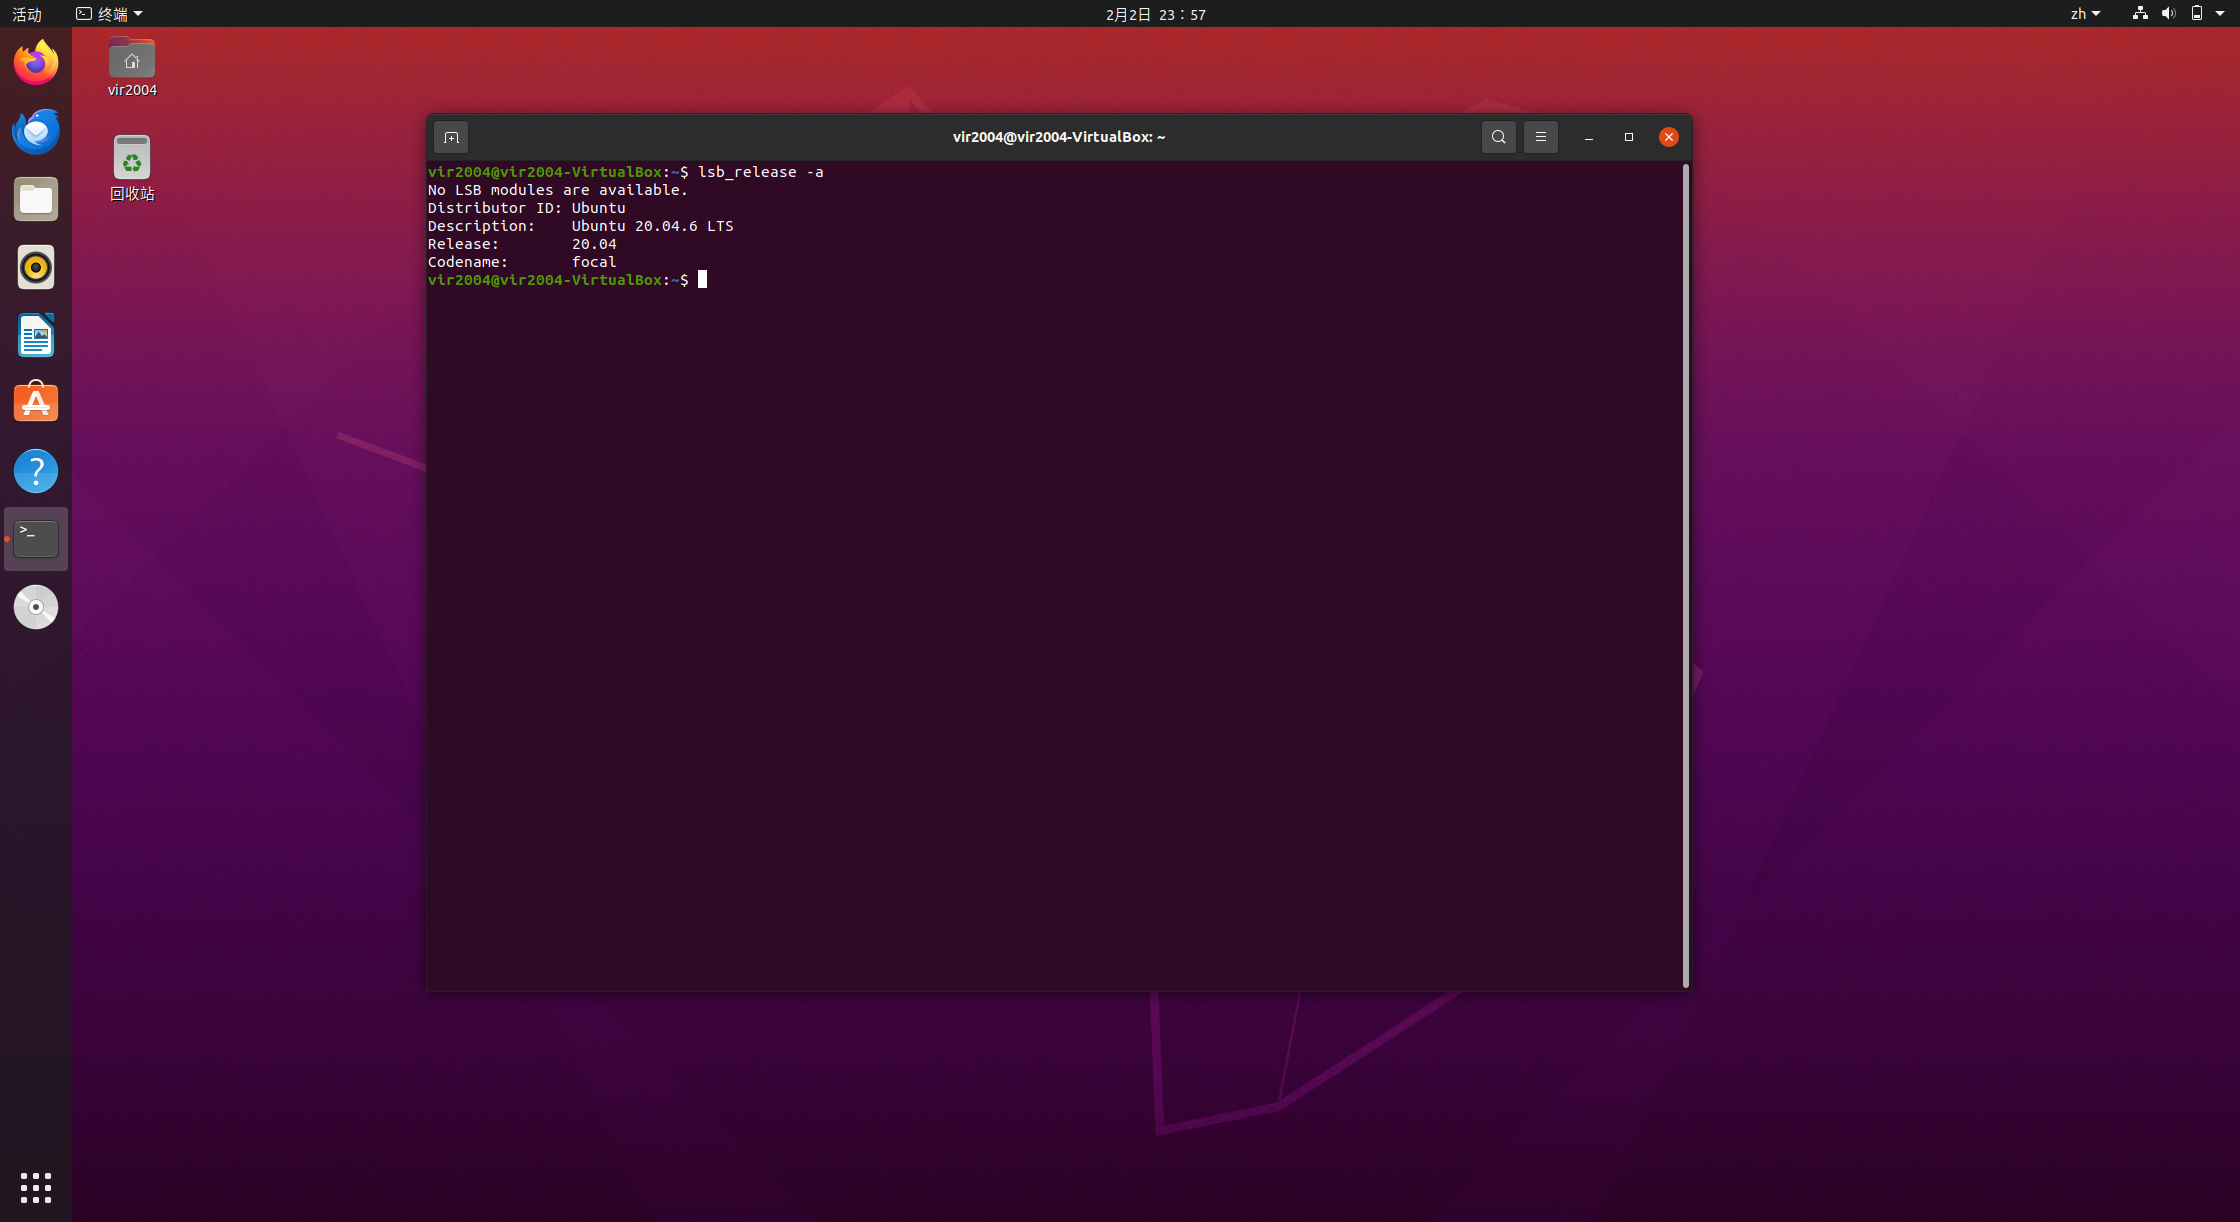 活动
终端
2月2日 23：57
zh
vir2004
回收站
vir2004@vir2004-VirtualBox: ~
vir2004@vir2004-VirtualBox:~$ lsb_release -a
No LSB modules are available.
Distributor ID: Ubuntu
Description:    Ubuntu 20.04.6 LTS
Release:        20.04
Codename:       focal
vir2004@vir2004-VirtualBox:~$